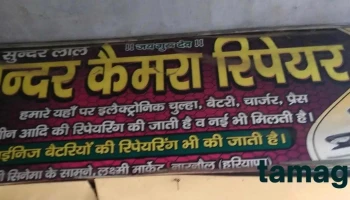 सुन्दर लाल ॥ जय गुरु देव ॥
न्दर कैमरा रिपेयर
हमारे यहाँ पर इलेक्ट्रोनिक चुल्हा, बैटरी, चार्जर, प्रेस
ीन आदि की रिपेयरिंग की जाती है व नई भी मिलती है।
ाईनिज बैटरियों की रिपेयरिंग भी की जाती है।
सिनेमा के सामने, लक्ष्मी मार्केट, नारनौल (हरियाणा)
tamag